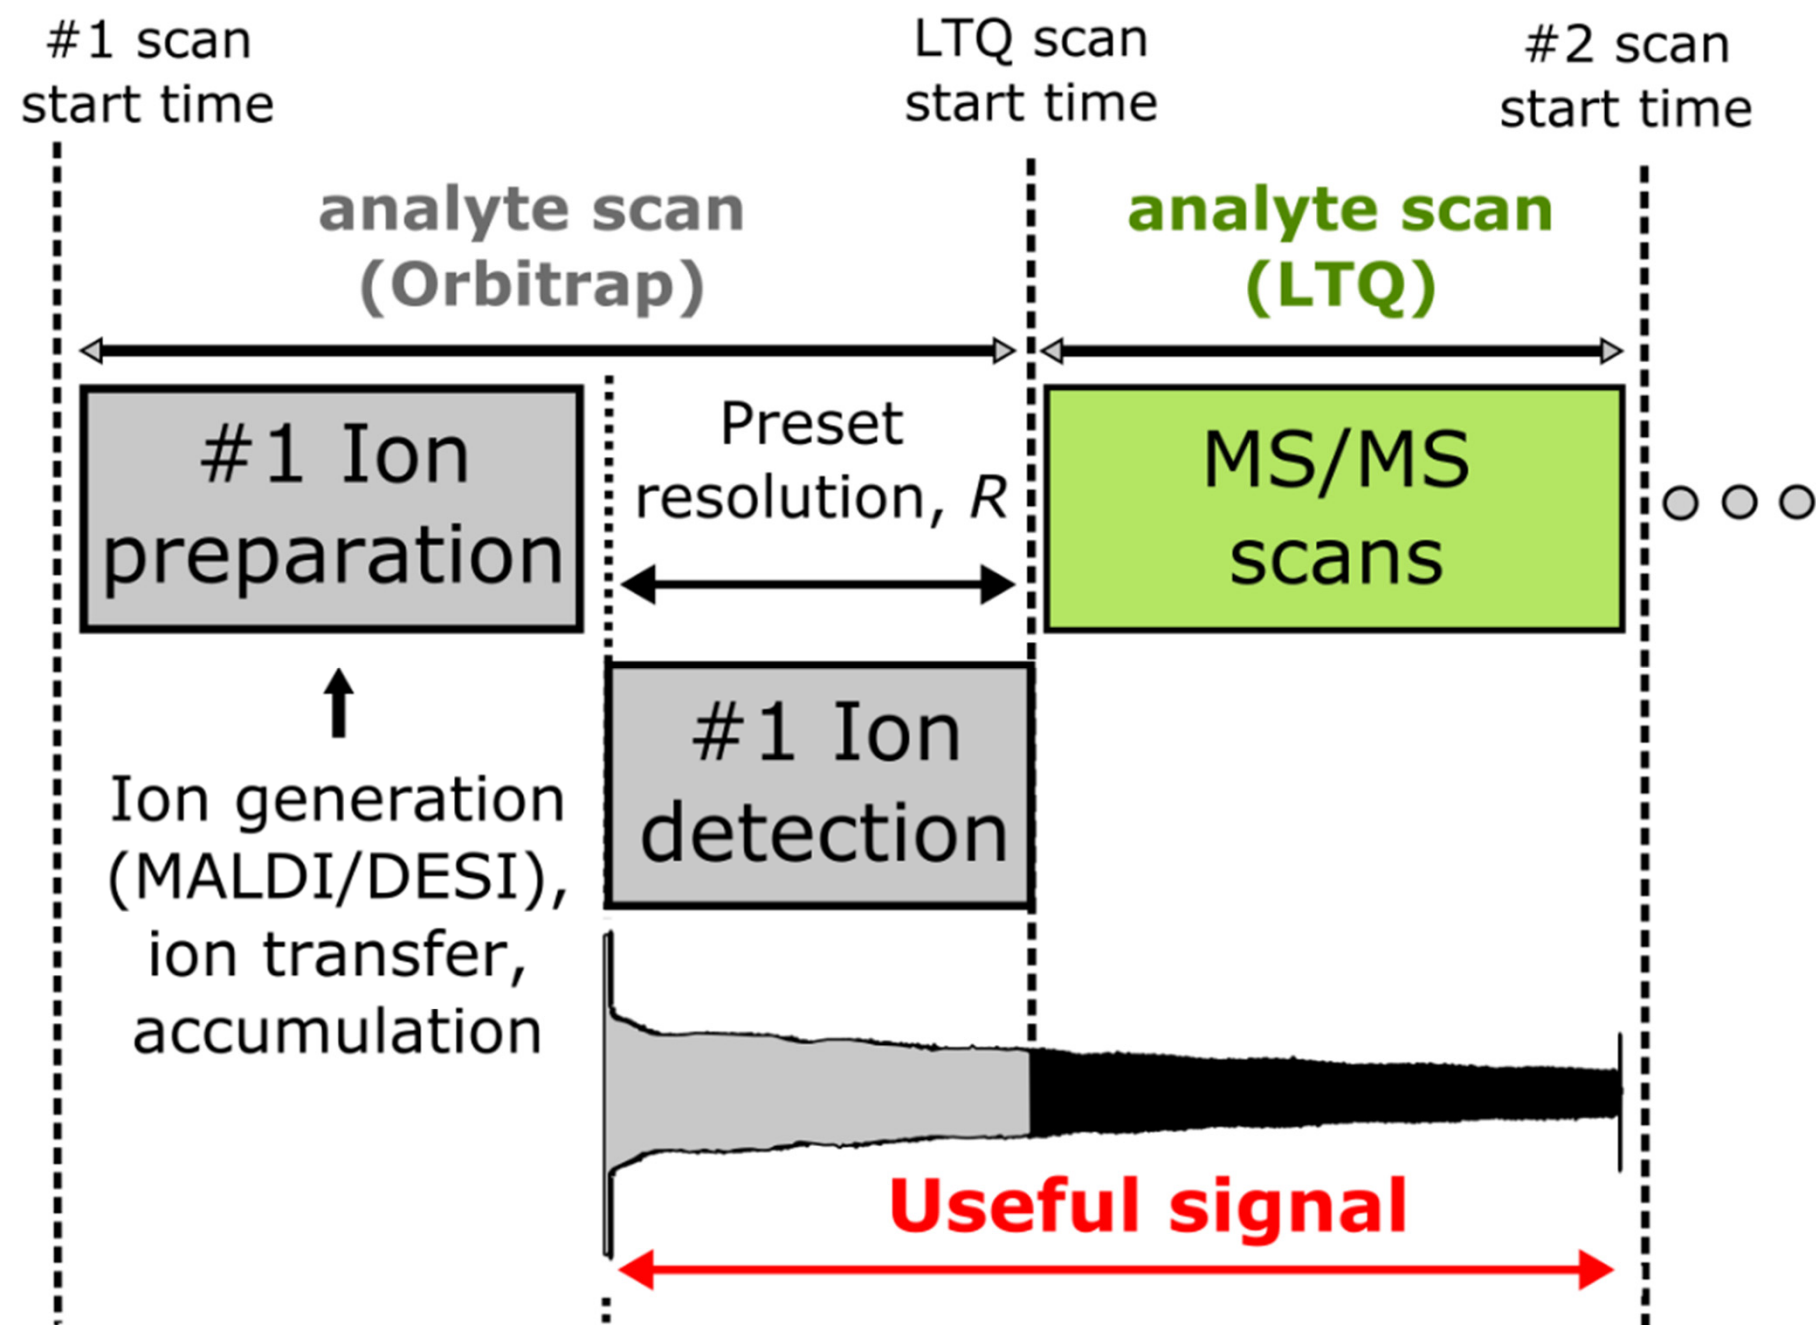 #1 scan
start time
LTQ scan
start time
#2 scan
start time
analyte scan
(Orbitrap)
analyte scan
(LTQ)
#1 Ion
preparation
Preset
resolution, R
MS/MS
scans
#1 Ion
detection
Ion generation
(MALDI/DESI),
ion transfer,
accumulation
Useful signal